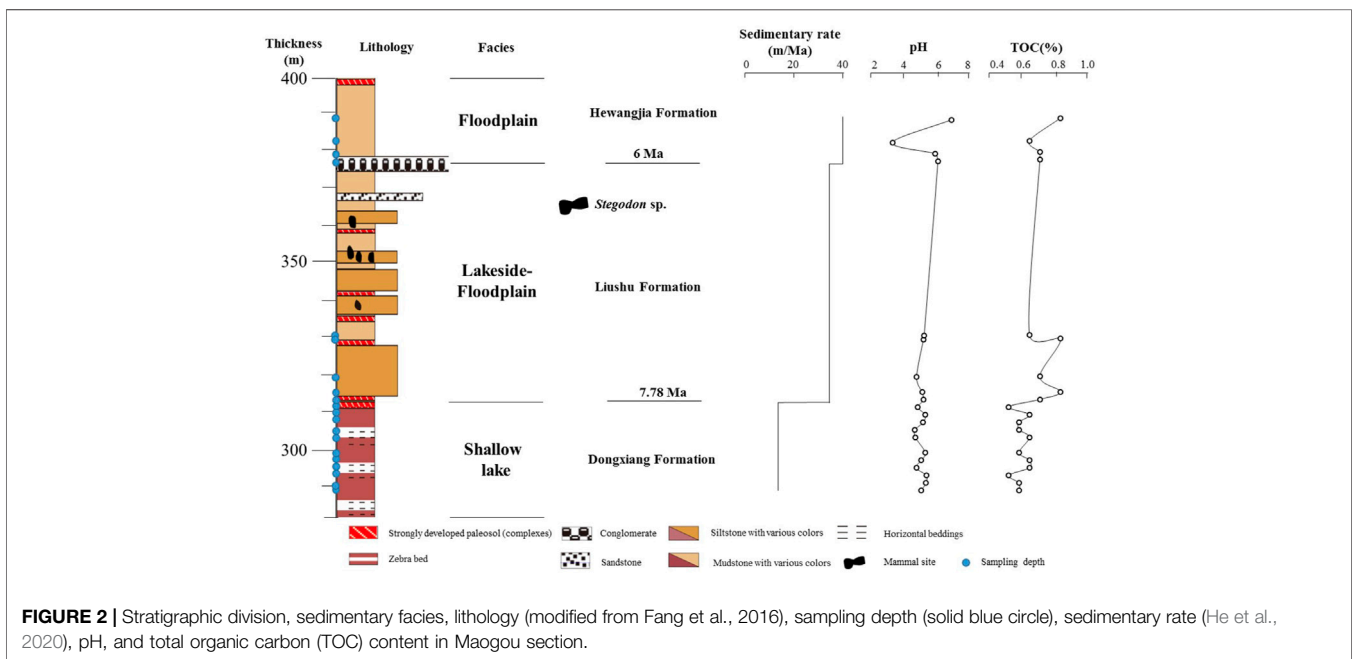 Sedimentary rate
(m/Ma)
Thickness
(m)
Lithology
Facies
pH
TOC(%)
0 20 40
2 4 6 8
0.4 0.6 0.8 1.0
400
Floodplain
Hewangjia Formation
6 Ma
Stegodon sp.
350
Lakeside-
Floodplain
Liushu Formation
7.78 Ma
300
Shallow
lake
Dongxiang Formation
Strongly developed paleosol (complexes)
Conglomerate
Siltstone with various colors
Horizontal beddings
Zebra bed
Sandstone
Mudstone with various colors
Mammal site
Sampling depth
FIGURE 2 | Stratigraphic division, sedimentary facies, lithology (modified from Fang et al., 2016), sampling depth (solid blue circle), sedimentary rate (He et al.,
2020), pH, and total organic carbon (TOC) content in Maogou section.